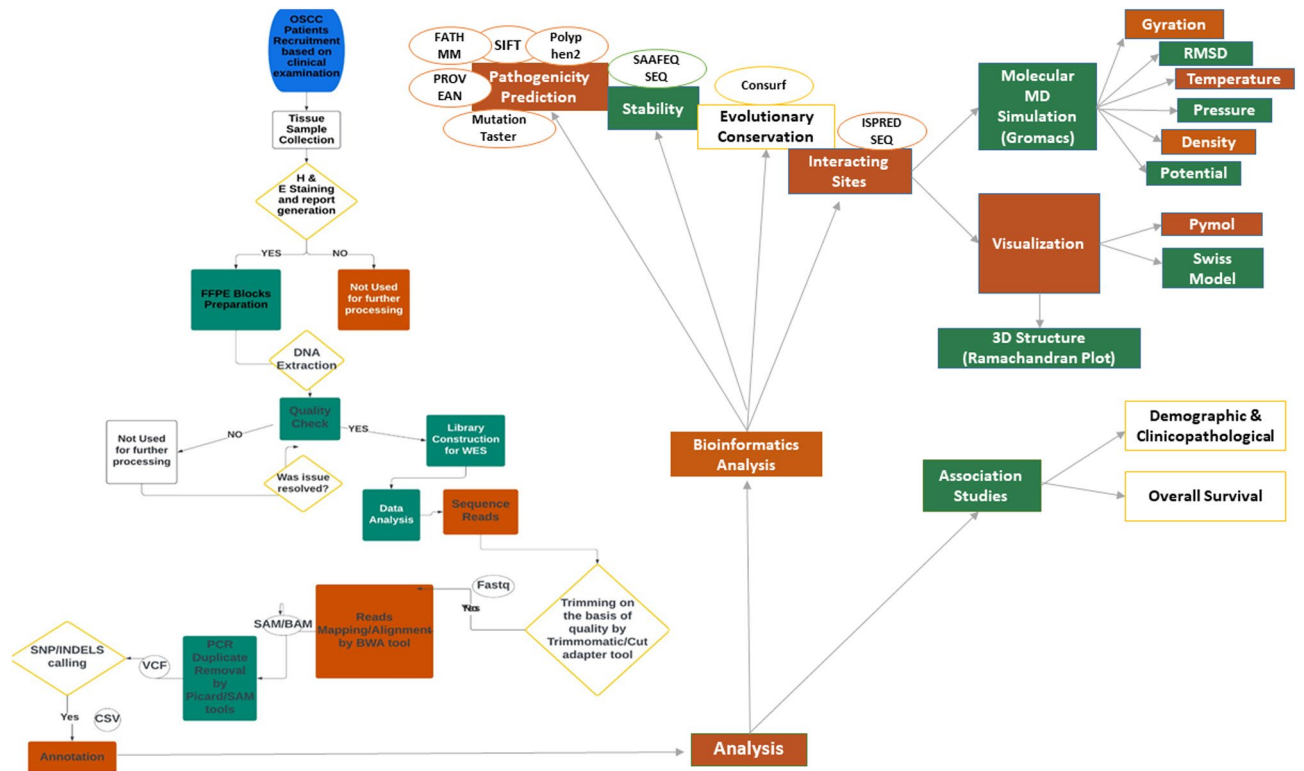 OSCC
Patients
Recruitment
based on
clinical
examination
Tissue
Sample
Collection
H &
E Staining
and report
generation
YES
NO
FFPE Blocks
Preparation
Not Used
for further
processing
DNA
Extraction
Quality
Check
NO
YES
Not Used
for further
processing
Was issue
resolved?
Library
Construction
for WES
Data
Analysis
Sequence
Reads
Trimming on
the basis of
quality by
Trimmomatic/Cut
adapter tool
Fastq
Reads
Mapping/Alignment
by BWA tool
SAM/BAM
PCR
Duplicate
Removal
by
Picard/SAM
tools
VCF
SNP/INDELS
calling
Yes
CSV
Annotation
Analysis
Bioinformatics
Analysis
FATH
MM
SIFT
Polyp
hen2
PROV
EAN
Pathogenicity
Prediction
Mutation
Taster
SAAFEQ
SEQ
Stability
Consurf
Evolutionary
Conservation
ISPRED
SEQ
Interacting
Sites
Molecular
MD
Simulation
(Gromacs)
Gyration
RMSD
Temperature
Pressure
Density
Potential
Visualization
Pymol
Swiss
Model
3D Structure
(Ramachandran Plot)
Association
Studies
Demographic &
Clinicopathological
Overall Survival